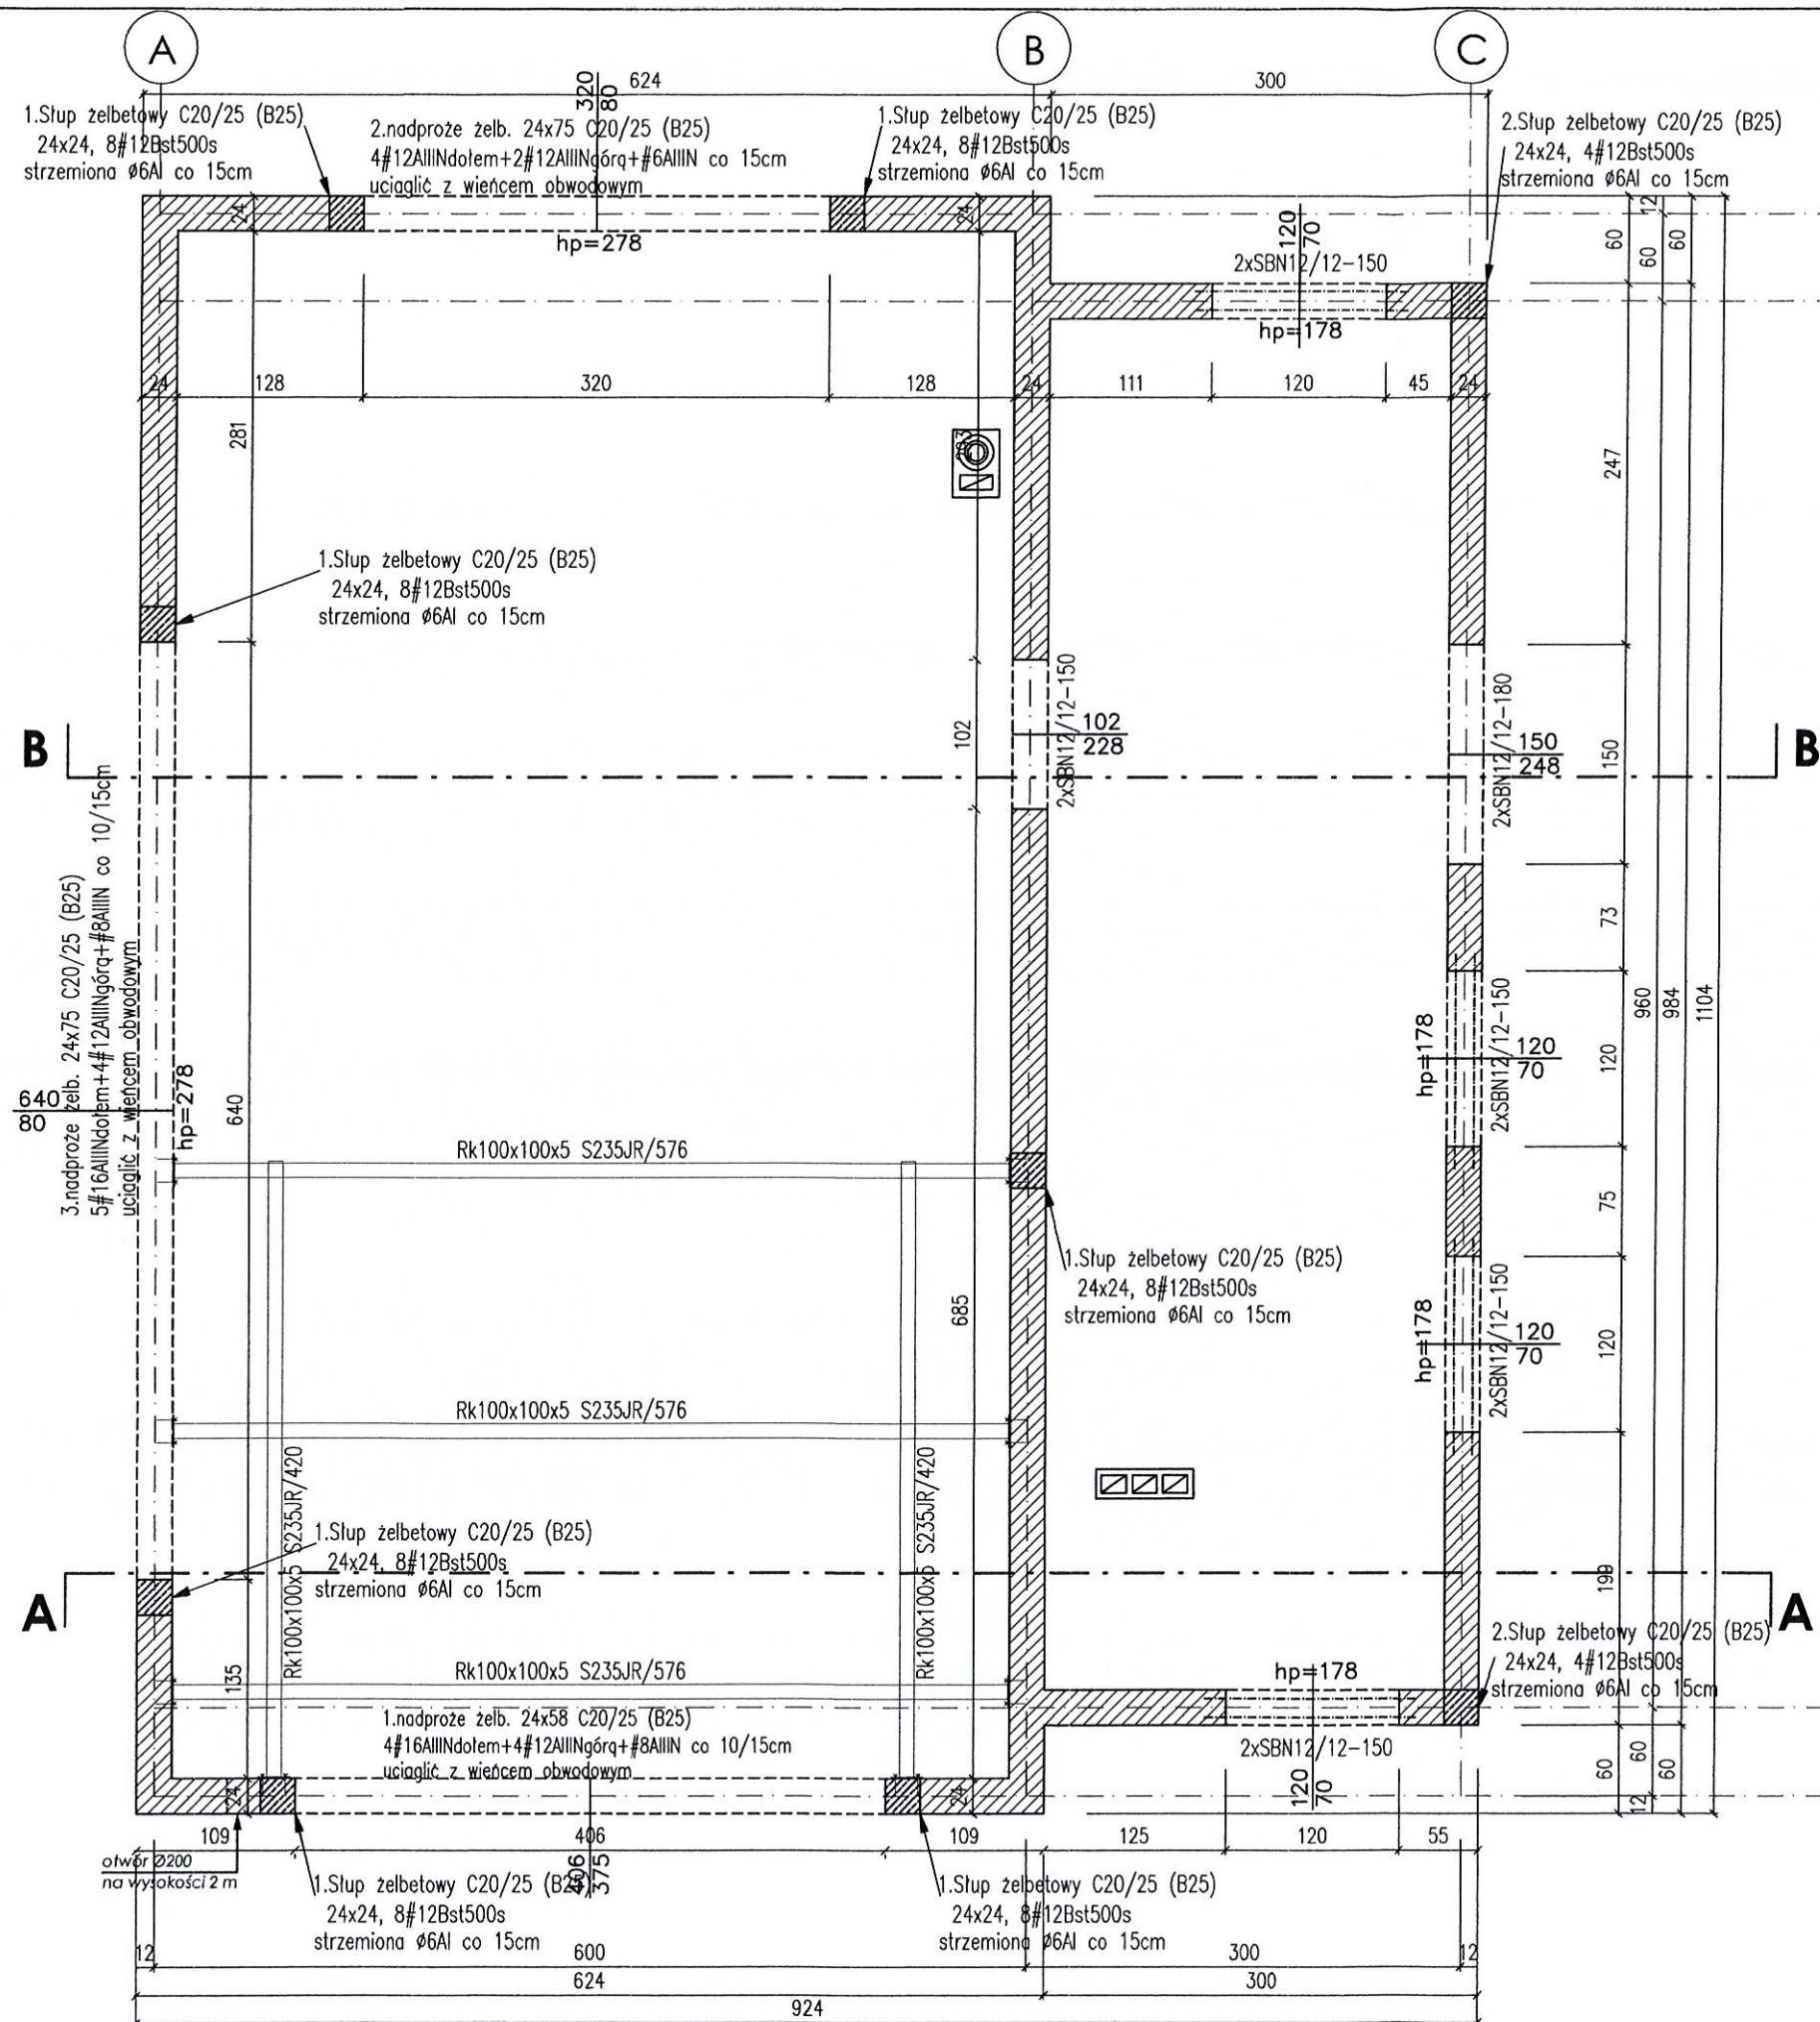 A
B
C
624
300
320
80
1.Słup żelbetowy C20/25 (B25)
24x24, 8#12Bst500s
strzemiona ø6AI co 15cm
2.nadproże żelb. 24x75 C20/25 (B25)
4#12AIIINdołem+2#12AIIINgórą+#6AIIIN co 15cm
uciąglić z wieńcem obwodowym
1.Słup żelbetowy C20/25 (B25)
24x24, 8#12Bst500s
strzemiona ø6AI co 15cm
2.Słup żelbetowy C20/25 (B25)
24x24, 4#12Bst500s
strzemiona ø6AI co 15cm
24
24
hp=278
120
70
2xSBN12/12-150
hp=178
60
12
60
60
24
128
320
128
24
111
120
45
24
281
247
1.Słup żelbetowy C20/25 (B25)
24x24, 8#12Bst500s
strzemiona ø6AI co 15cm
B
B
102
2xSBN12/12-150
102
228
2xSBN12/12-180
150
248
150
3.nadproże żelb. 24x75 C20/25 (B25)
5#16AIIINdołem+4#12AIIINgórą+#8AIIIN co 10/15cm
uciąglić z wieńcem obwodowym
640
80
hp=278
640
73
960
984
1104
hp=178
2xSBN12/12-150
120
70
120
Rk100x100x5 S235JR/576
75
1.Słup żelbetowy C20/25 (B25)
24x24, 8#12Bst500s
strzemiona ø6AI co 15cm
685
hp=178
2xSBN12/12-150
120
70
120
Rk100x100x5 S235JR/576
Rk100x100x5 S235JR/420
Rk100x100x5 S235JR/420
1.Słup żelbetowy C20/25 (B25)
24x24, 8#12Bst500s
strzemiona ø6AI co 15cm
A
A
199
2.Słup żelbetowy C20/25 (B25)
24x24, 4#12Bst500s
strzemiona ø6AI co 15cm
135
Rk100x100x5 S235JR/576
hp=178
1.nadproże żelb. 24x58 C20/25 (B25)
4#16AIIINdołem+4#12AIIINgórą+#8AIIIN co 10/15cm
uciąglić z wieńcem obwodowym
2xSBN12/12-150
120
70
60
60
60
12
24
24
109
406
109
125
120
55
otwór Ø200
na wysokości 2 m
406
375
1.Słup żelbetowy C20/25 (B25)
24x24, 8#12Bst500s
strzemiona ø6AI co 15cm
1.Słup żelbetowy C20/25 (B25)
24x24, 8#12Bst500s
strzemiona ø6AI co 15cm
12
600
300
12
624
300
924